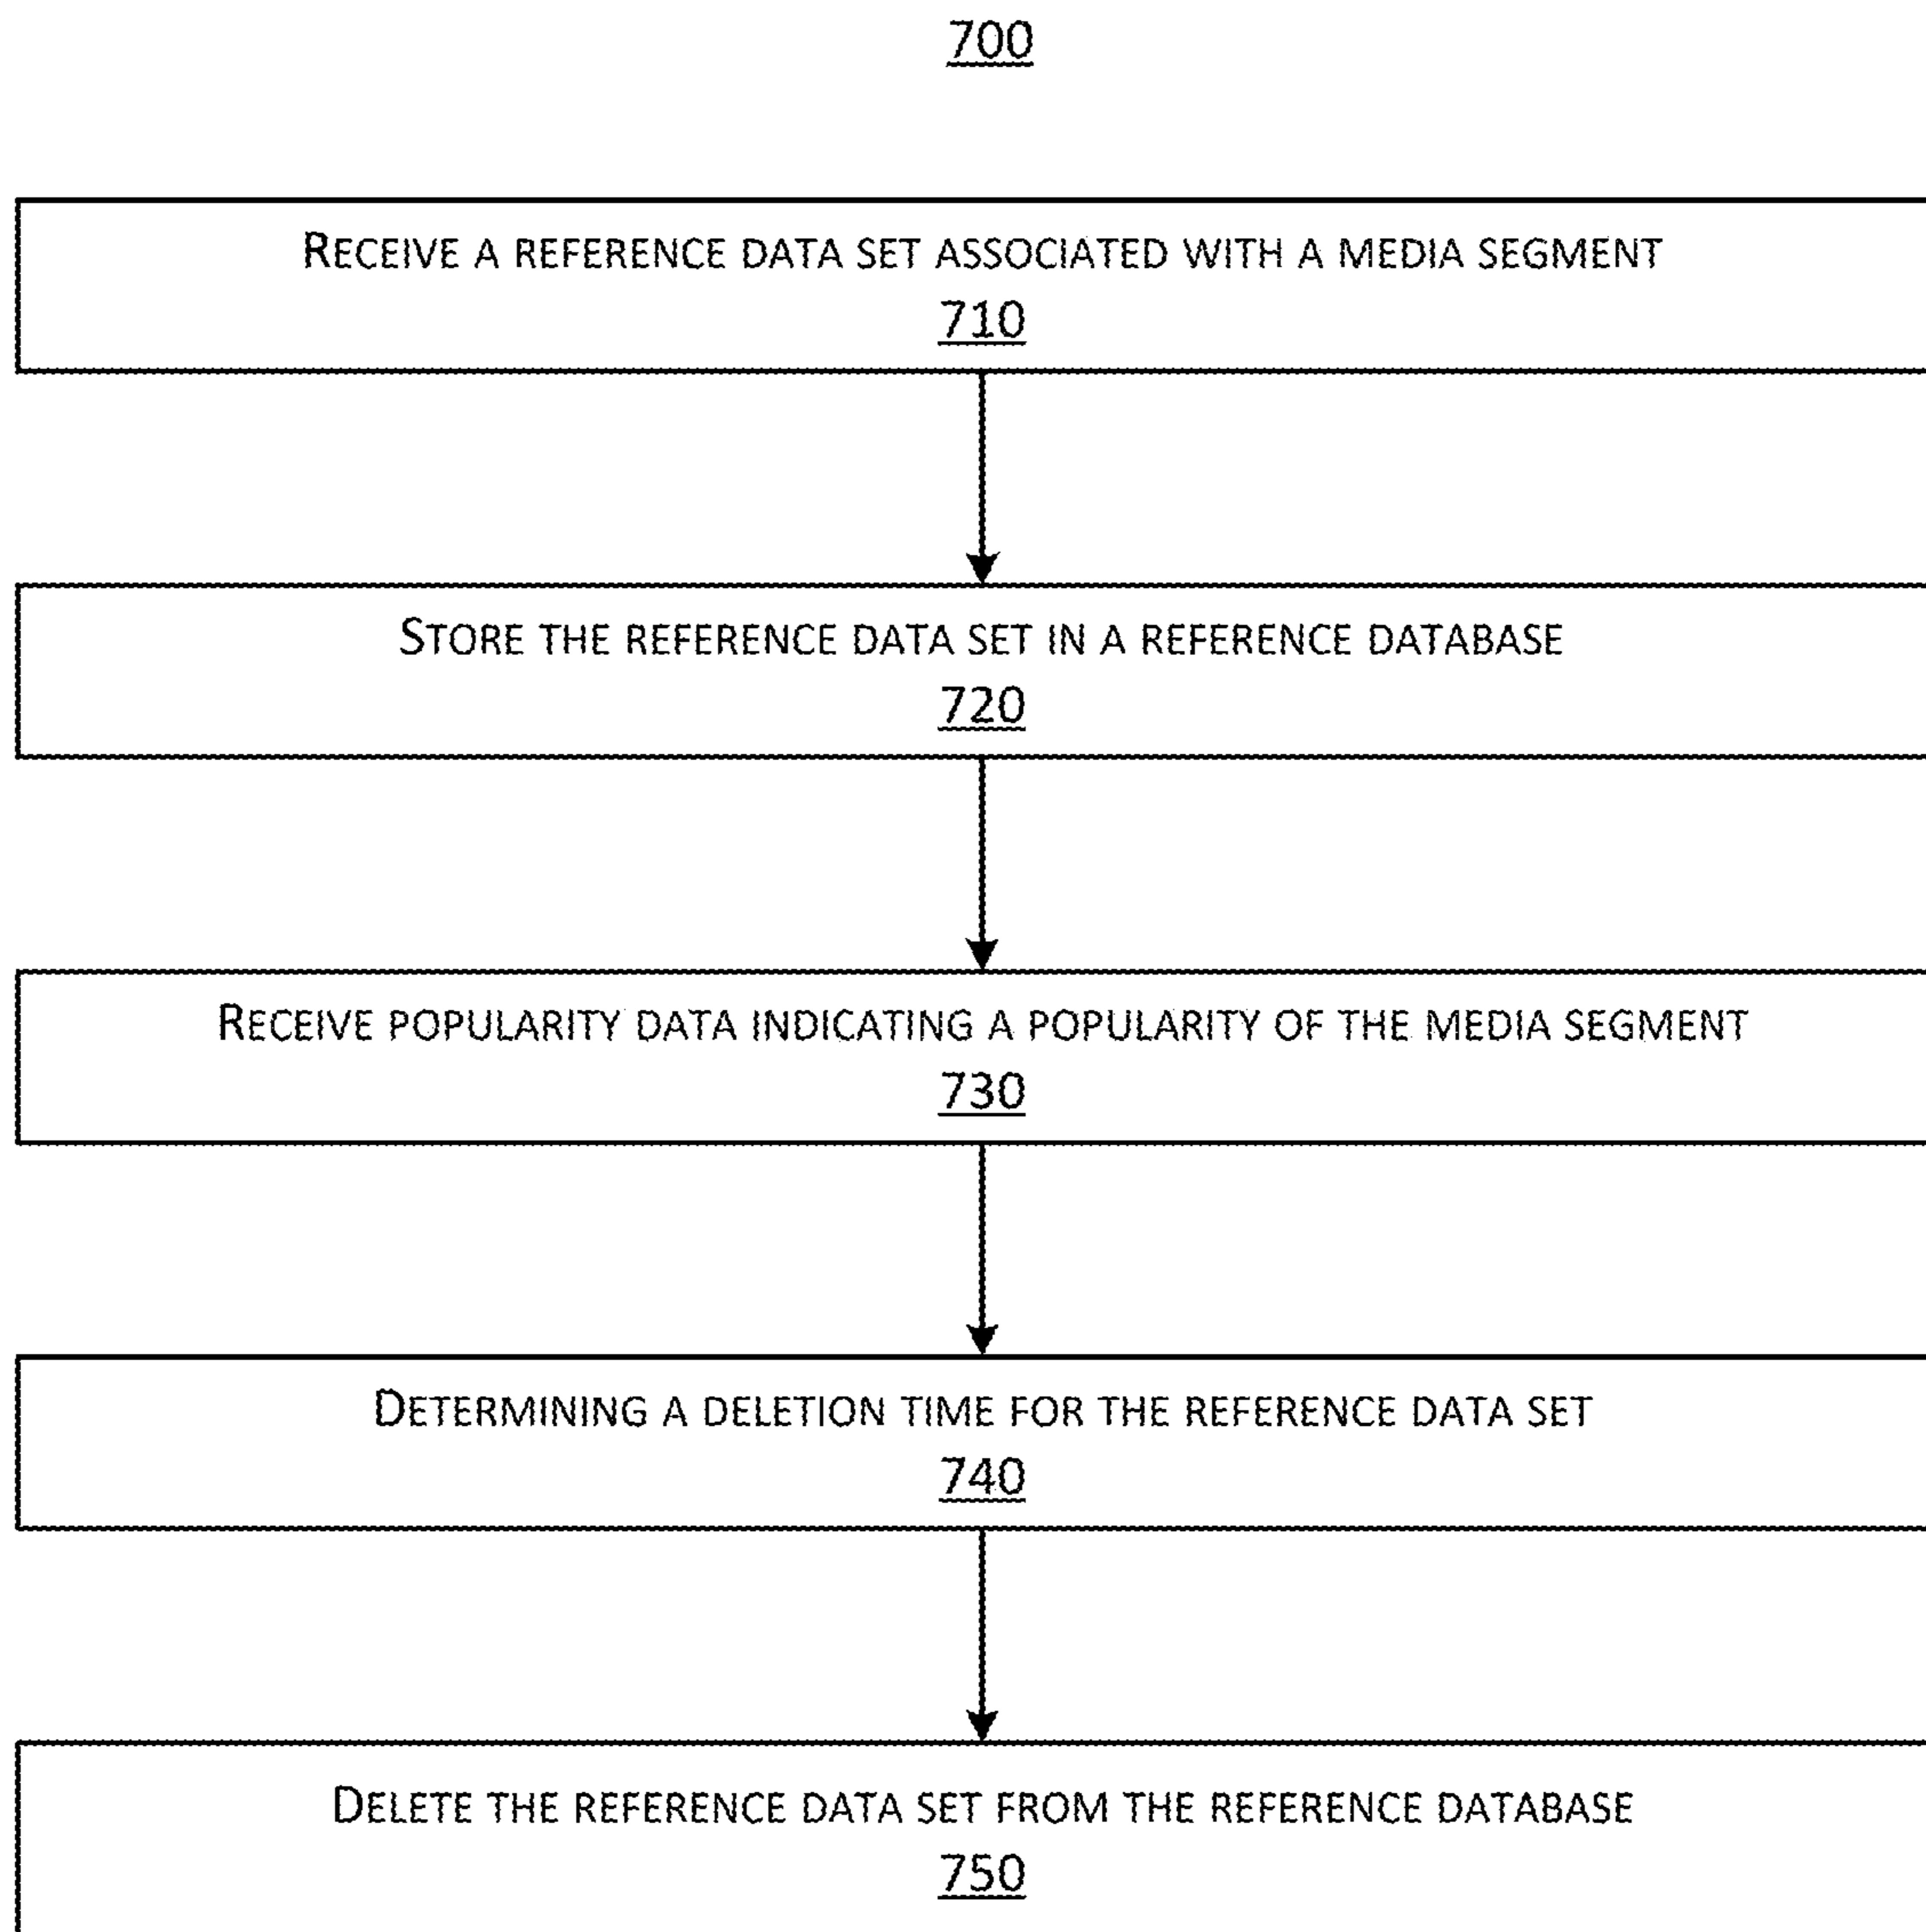 700
RECEIVE A REFERENCE DATA SET ASSOCIATED WITH A MEDIA SEGMENT
710
STORE THE REFERENCE DATA SET IN A REFERENCE DATABASE
720
RECEIVE POPULARITY DATA INDICATING A POPULARITY OF THE MEDIA SEGMENT
730
DETERMINING A DELETION TIME FOR THE REFERENCE DATA SET
740
DELETE THE REFERENCE DATA SET FROM THE REFERENCE DATABASE
750